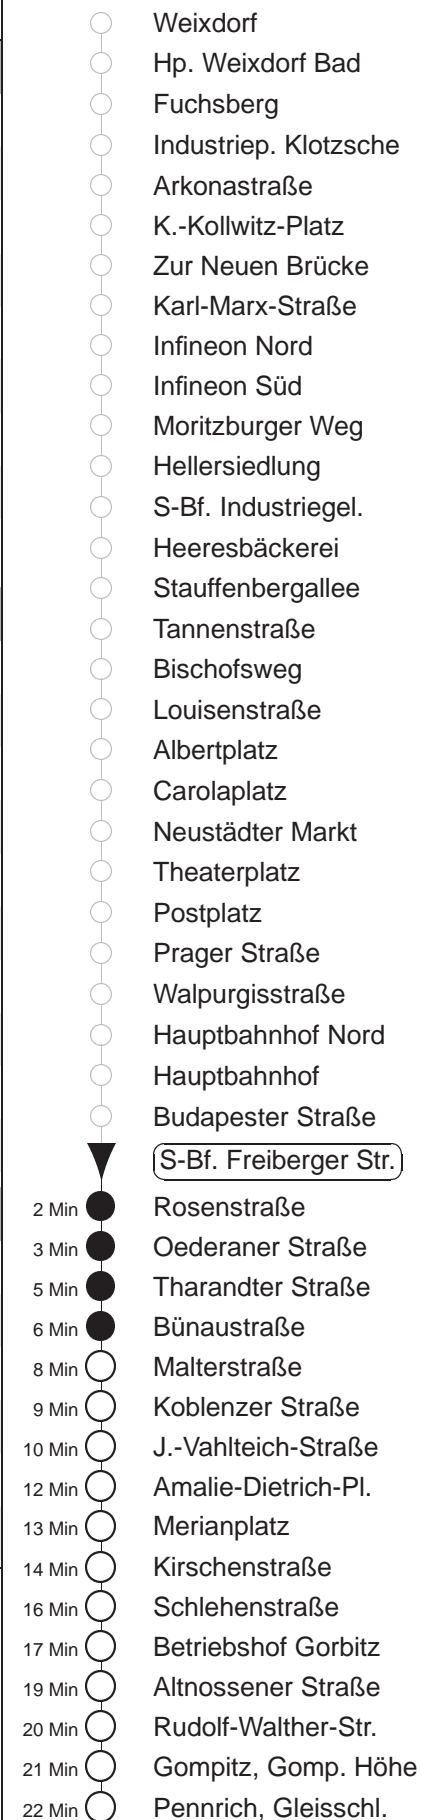 Weixdorf
Hp. Weixdorf Bad
Fuchsberg
Industriep. Klotzsche
Arkonastraße
K.-Kollwitz-Platz
Zur Neuen Brücke
Karl-Marx-Straße
Infineon Nord
Infineon Süd
Moritzburger Weg
Hellersiedlung
S-Bf. Industriegel.
Heeresbäckerei
Stauffenbergallee
Tannenstraße
Bischofsweg
Louisenstraße
Albertplatz
Carolaplatz
Neustädter Markt
Theaterplatz
Postplatz
Prager Straße
Walpurgisstraße
Hauptbahnhof Nord
Hauptbahnhof
Budapester Straße
S-Bf. Freiberger Str.
2 Min Rosenstraße
3 Min Oederaner Straße
5 Min Tharandter Straße
6 Min Bünaustraße
8 Min Malterstraße
9 Min Koblenzer Straße
10 Min J.-Vahlteich-Straße
12 Min Amalie-Dietrich-Pl.
13 Min Merianplatz
14 Min Kirschenstraße
16 Min Schlehenstraße
17 Min Betriebshof Gorbitz
19 Min Altnossener Straße
20 Min Rudolf-Walther-Str.
21 Min Gompitz, Gomp. Höhe
22 Min Pennrich, Gleisschl.